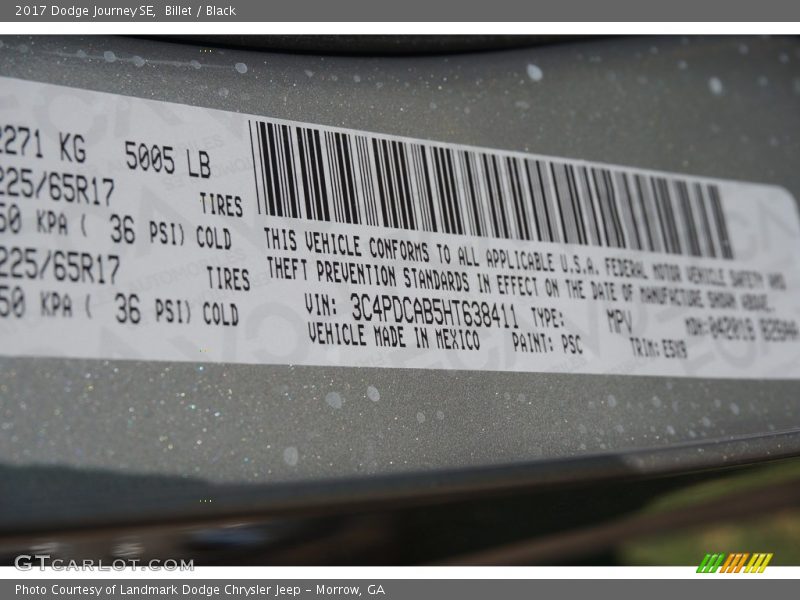 2017 Dodge Journey SE, Billet / Black
2271 KG 5005 LB
225/65R17 TIRES
50 KPA ( 36 PSI) COLD
225/65R17 TIRES
50 KPA ( 36 PSI) COLD
THIS VEHICLE CONFORMS TO ALL APPLICABLE U.S.A. FEDERAL MOTOR VEHICLE SAFETY AND
THEFT PREVENTION STANDARDS IN EFFECT ON THE DATE OF MANUFACTURE SHOWN ABOVE.
VIN: 3C4PDCAB5HT638411 TYPE: MPV
VEHICLE MADE IN MEXICO PAINT: PSC TRIM: E5X9
GTCARLOT.COM
Photo Courtesy of Landmark Dodge Chrysler Jeep – Morrow, GA